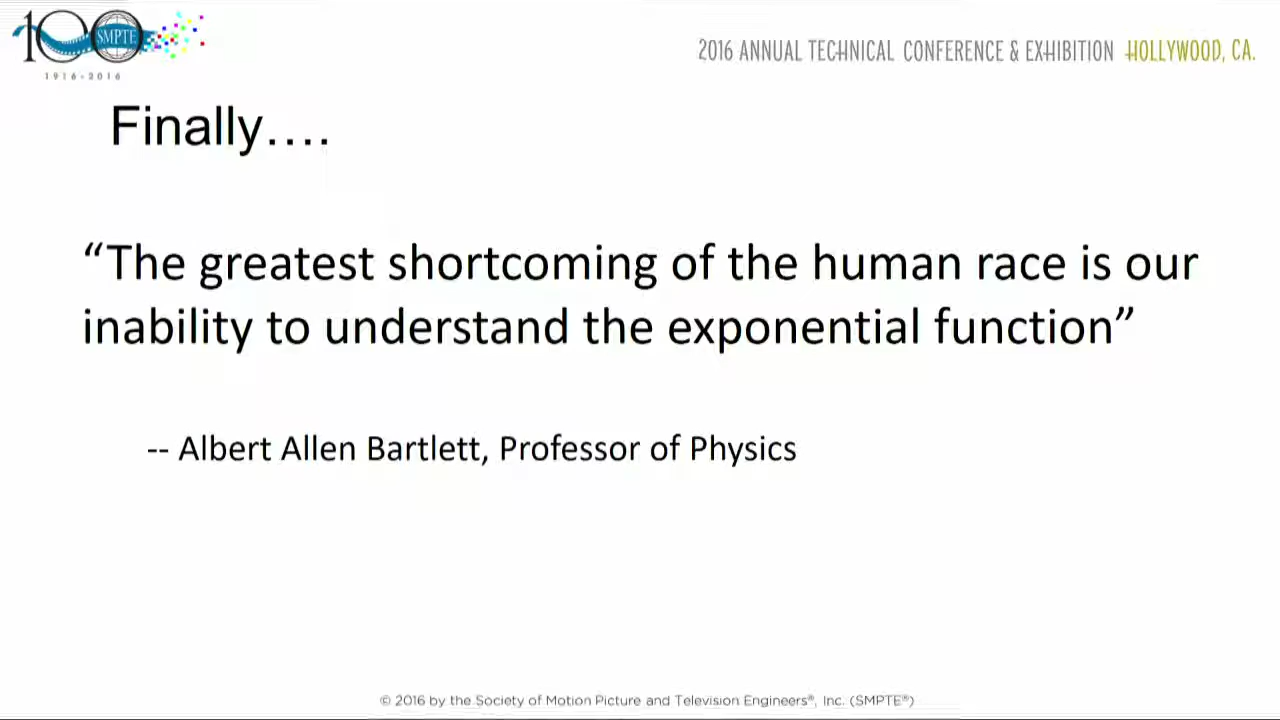 100 SMPTE
1916-2016
2016 ANNUAL TECHNICAL CONFERENCE & EXHIBITION HOLLYWOOD, CA.
Finally….
“The greatest shortcoming of the human race is our
inability to understand the exponential function”
-- Albert Allen Bartlett, Professor of Physics
© 2016 by the Society of Motion Picture and Television Engineers®, Inc. (SMPTE®)